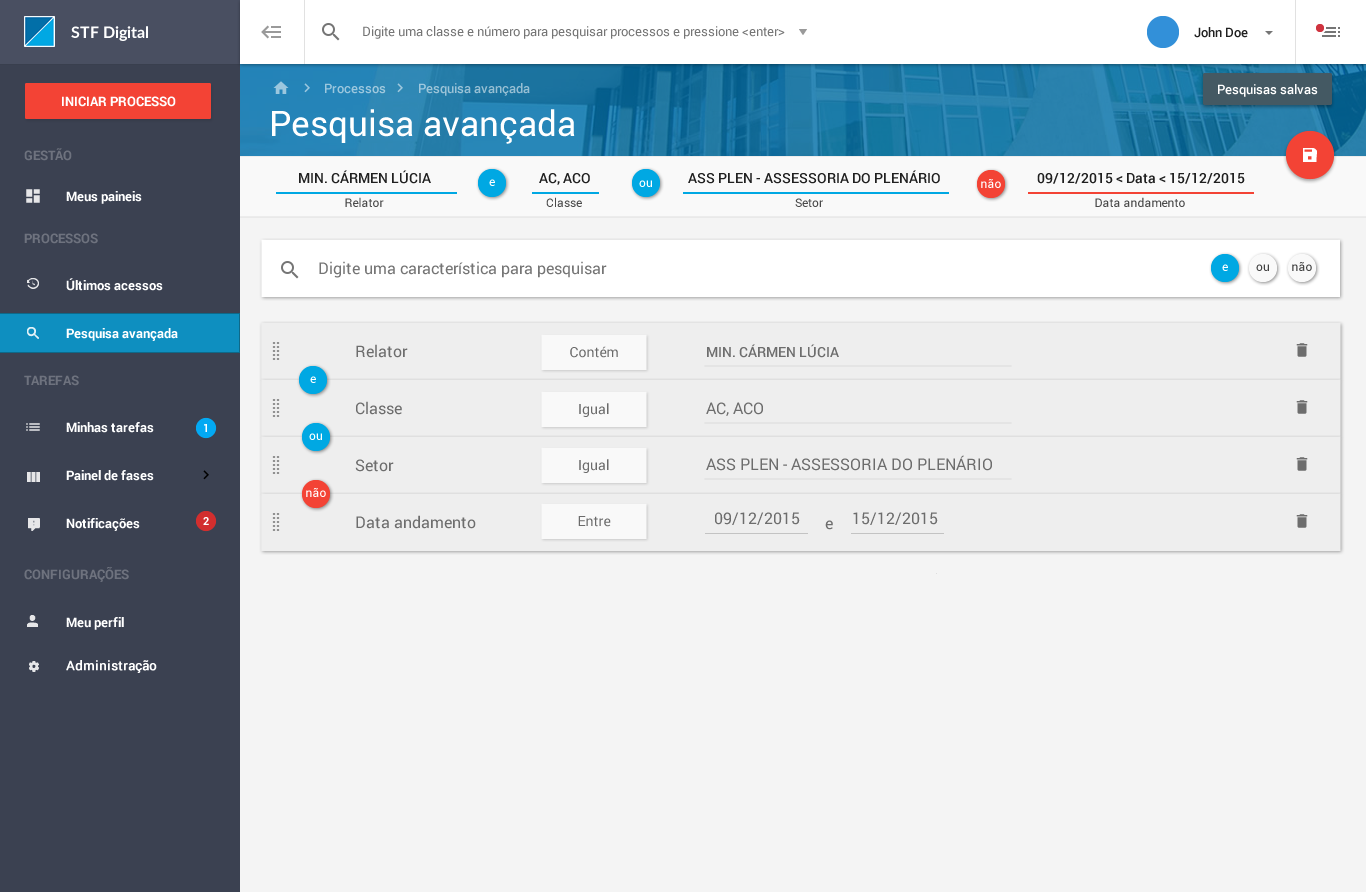 STF Digital
Digite uma classe e número para pesquisar processos e pressione <enter>
John Doe
INICIAR PROCESSO
GESTÃO
Meus paineis
PROCESSOS
Últimos acessos
Pesquisa avançada
TAREFAS
Minhas tarefas 1
Painel de fases
Notificações 2
CONFIGURAÇÕES
Meu perfil
Administração
Processos Pesquisa avançada
Pesquisas salvas
Pesquisa avançada
MIN. CÁRMEN LÚCIA e AC, ACO ou ASS PLEN - ASSESSORIA DO PLENÁRIO não 09/12/2015 < Data < 15/12/2015
Relator Classe Setor Data andamento
Digite uma característica para pesquisar e ou não
Relator Contém MIN. CÁRMEN LÚCIA
e
Classe Igual AC, ACO
ou
Setor Igual ASS PLEN - ASSESSORIA DO PLENÁRIO
não
Data andamento Entre 09/12/2015 e 15/12/2015